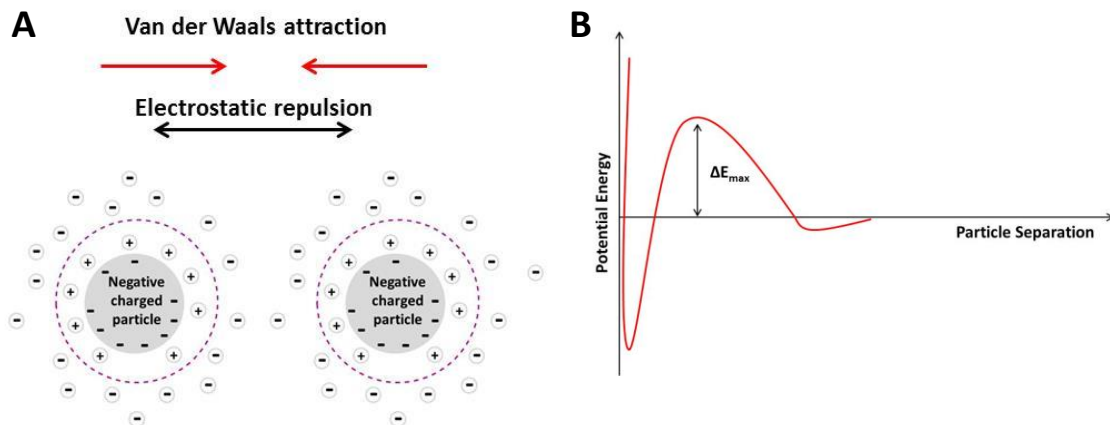 A
Van der Waals attraction
Electrostatic repulsion
Negative
charged
particle
Negative
charged
particle
B
Potential Energy
ΔEmax
Particle Separation